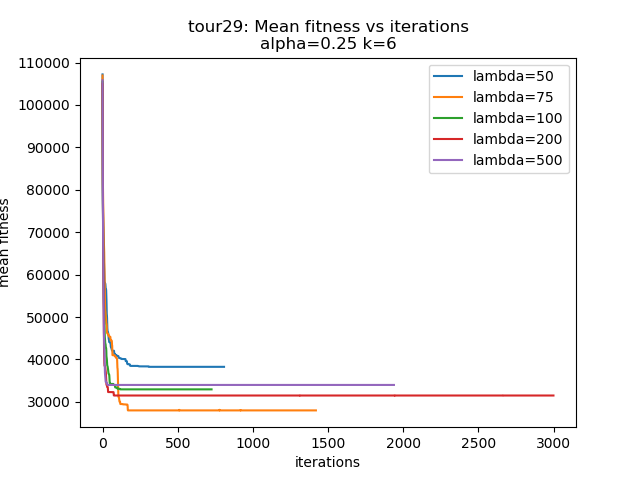 tour29: Mean fitness vs iterations
alpha=0.25 k=6
110000
100000
90000
80000
70000
60000
50000
40000
30000
mean fitness
lambda=50
lambda=75
lambda=100
lambda=200
lambda=500
0
500
1000
1500
2000
2500
3000
iterations